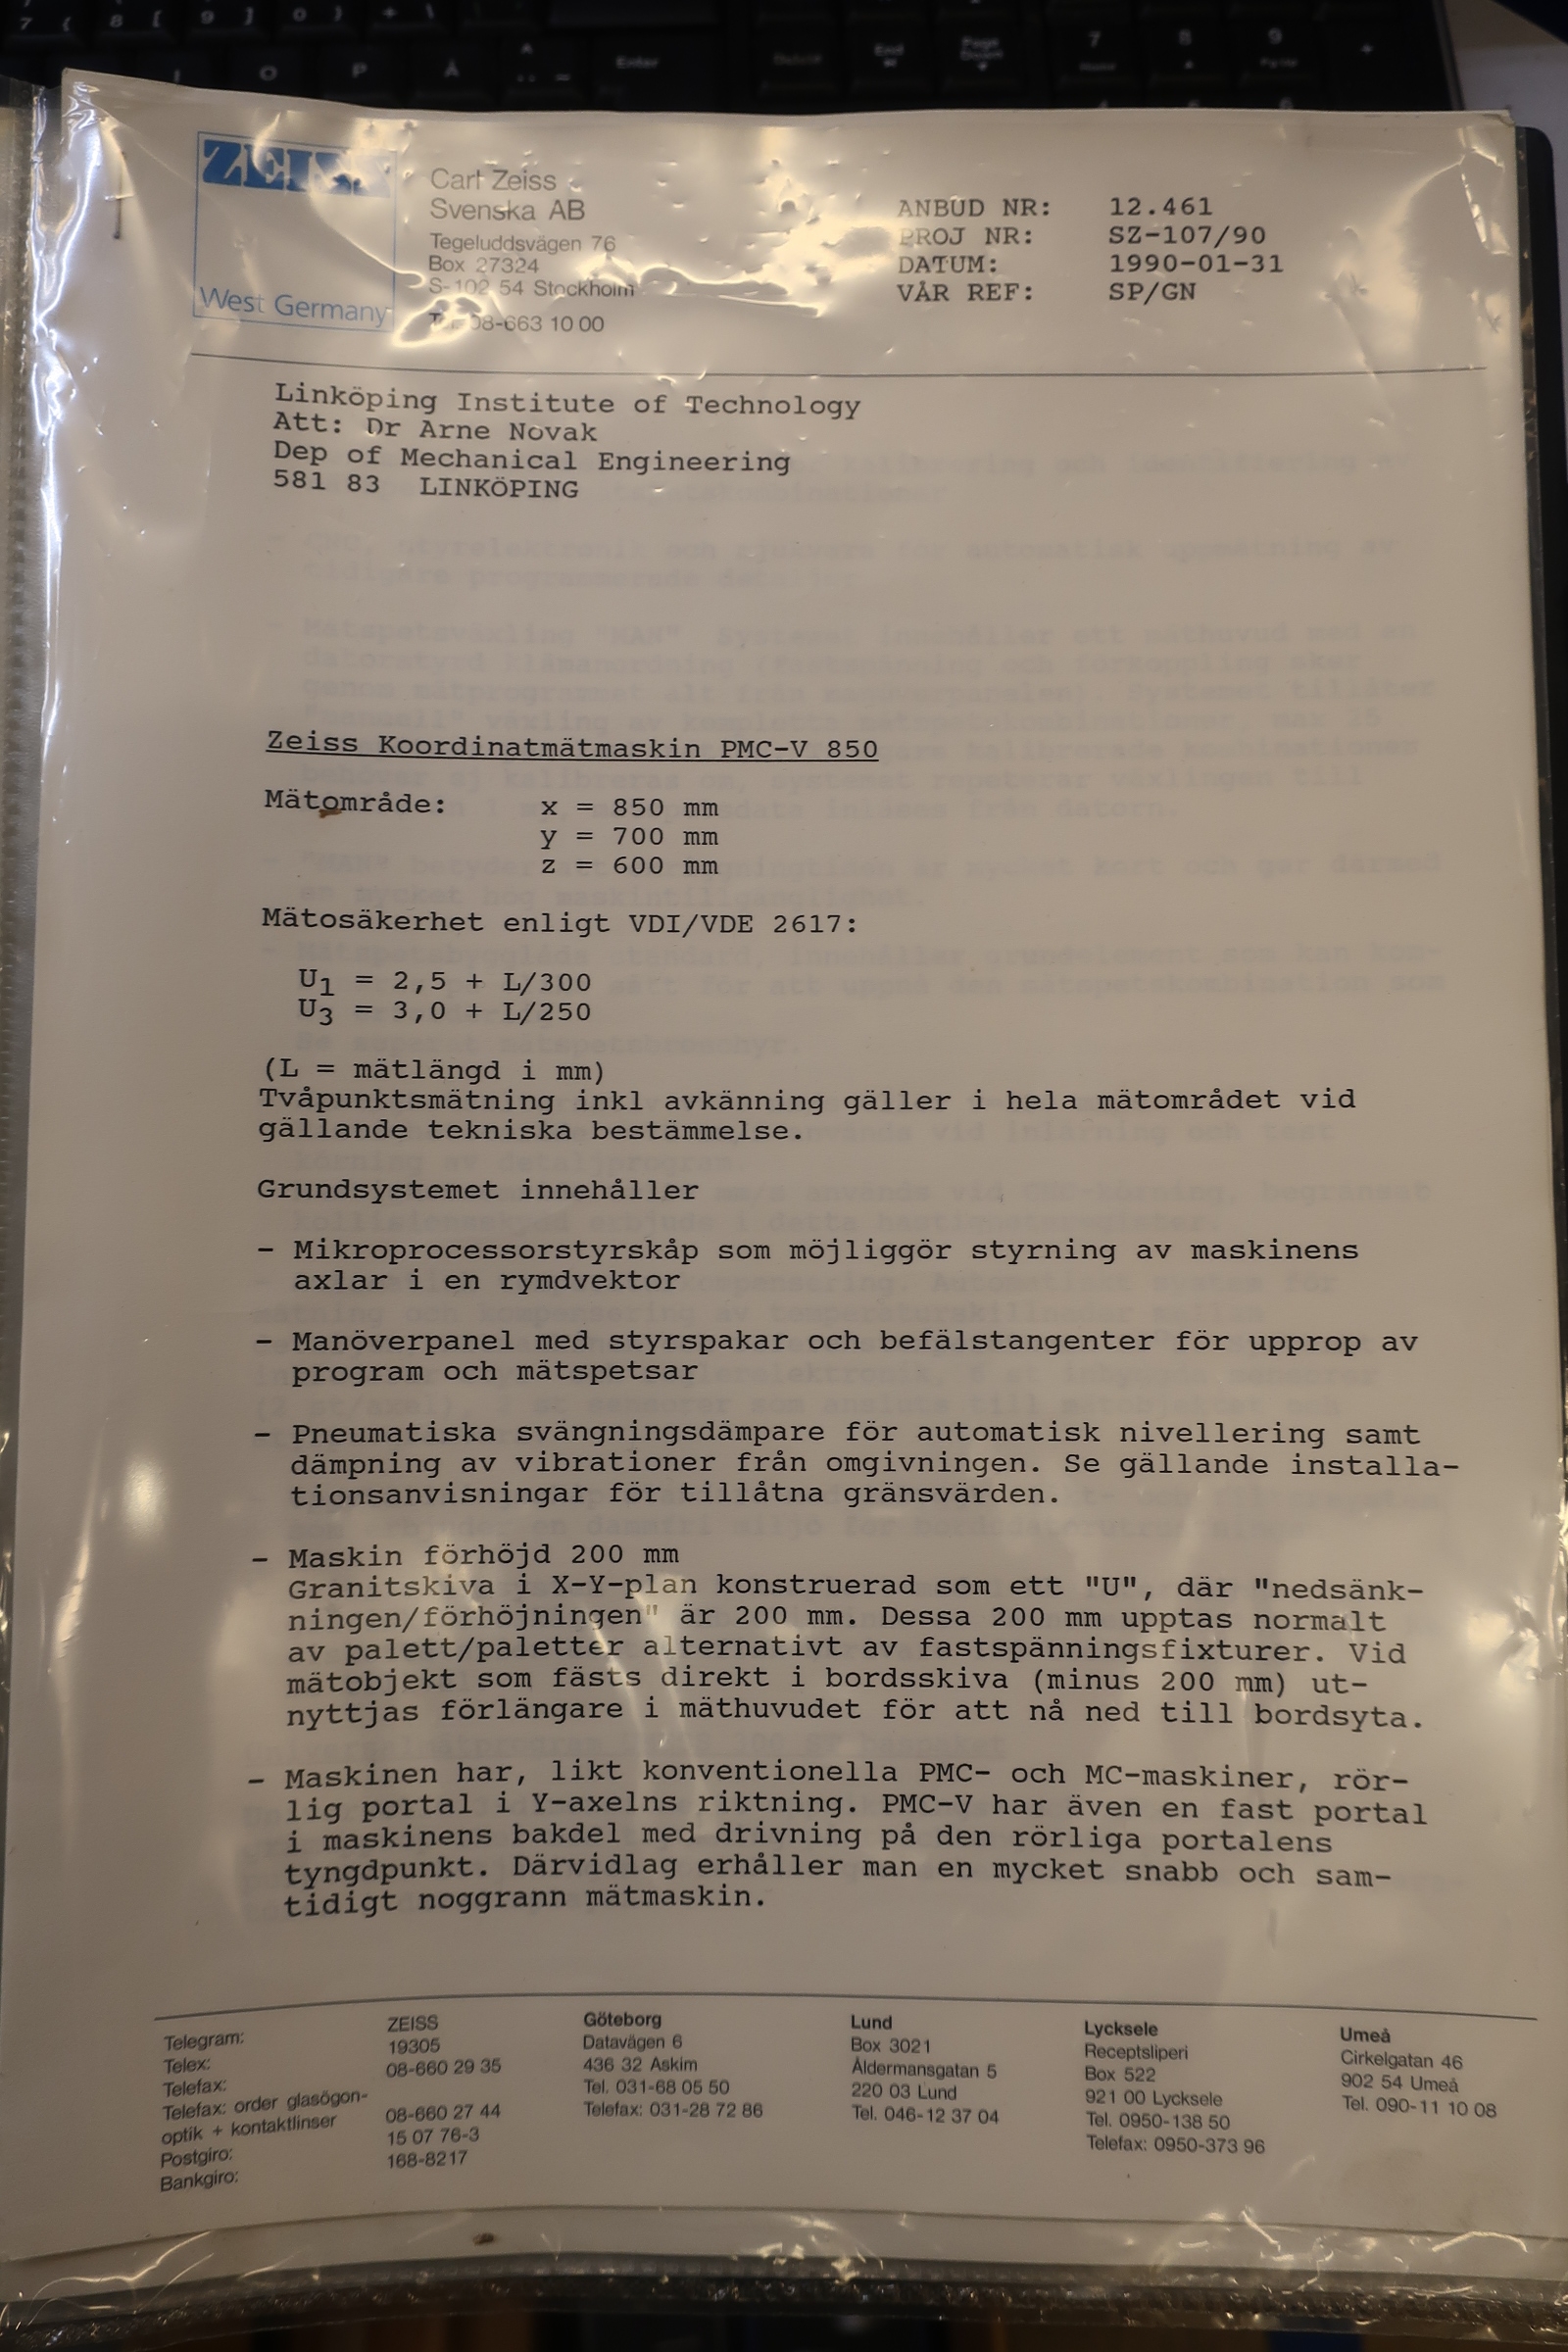 ZEISS
West Germany
Carl Zeiss
Svenska AB
Tegeluddsvägen 76
Box 27324
S-102 54 Stockholm
Tel. 08-663 10 00
ANBUD NR: 12.461
PROJ NR: SZ-107/90
DATUM: 1990-01-31
VÅR REF: SP/GN
Linköping Institute of Technology
Att: Dr Arne Novak
Dep of Mechanical Engineering
581 83 LINKÖPING
Zeiss Koordinatmätmaskin PMC-V 850
Mätområde: x = 850 mm
y = 700 mm
z = 600 mm
Mätosäkerhet enligt VDI/VDE 2617:
U1 = 2,5 + L/300
U3 = 3,0 + L/250
(L = mätlängd i mm)
Tvåpunktsmätning inkl avkänning gäller i hela mätområdet vid
gällande tekniska bestämmelse.
Grundsystemet innehåller
- Mikroprocessorstyrskåp som möjliggör styrning av maskinens
axlar i en rymdvektor
- Manöverpanel med styrspakar och befälstangenter för upprop av
program och mätspetsar
- Pneumatiska svängningsdämpare för automatisk nivellering samt
dämpning av vibrationer från omgivningen. Se gällande installa-
tionsanvisningar för tillåtna gränsvärden.
- Maskin förhöjd 200 mm
Granitskiva i X-Y-plan konstruerad som ett "U", där "nedsänk-
ningen/förhöjningen" är 200 mm. Dessa 200 mm upptas normalt
av palett/paletter alternativt av fastspänningsfixturer. Vid
mätobjekt som fästs direkt i bordsskiva (minus 200 mm) ut-
nyttjas förlängare i mäthuvudet för att nå ned till bordsyta.
- Maskinen har, likt konventionella PMC- och MC-maskiner, rör-
lig portal i Y-axelns riktning. PMC-V har även en fast portal
i maskinens bakdel med drivning på den rörliga portalens
tyngdpunkt. Därvidlag erhåller man en mycket snabb och sam-
tidigt noggrann mätmaskin.
Telegram: ZEISS
Telex: 19305
Telefax: 08-660 29 35
Telefax: order glasögon-
optik + kontaktlinser 08-660 27 44
Postgiro: 15 07 76-3
Bankgiro: 168-8217
Göteborg
Datavägen 6
436 32 Askim
Tel. 031-68 05 50
Telefax: 031-28 72 86
Lund
Box 3021
Åldermansgatan 5
220 03 Lund
Tel. 046-12 37 04
Lycksele
Receptsliperi
Box 522
921 00 Lycksele
Tel. 0950-138 50
Telefax: 0950-373 96
Umeå
Cirkelgatan 46
902 54 Umeå
Tel. 090-11 10 08